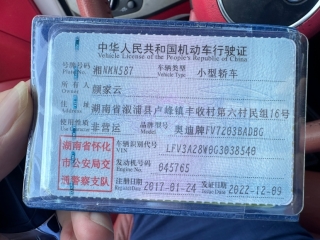 中华人民共和国机动车行驶证
Vehicle License of the People's Republic of China
号牌号码 湘NMN587 车辆类型 小型轿车
Plate No. Vehicle Type
所有人 顾家云
住址 湖南省溆浦县卢峰镇丰收村第六村民组16号
使用性质 非营运 品牌型号 奥迪牌FV7203BADBG
湖南省怀化
市公安局交
通警察支队
车辆识别代号 LFV3A28W0G3038540
VIN
发动机号码 045765
Engine No.
注册日期 2017-01-24 发证日期 2022-12-09
Register Date Issue Date